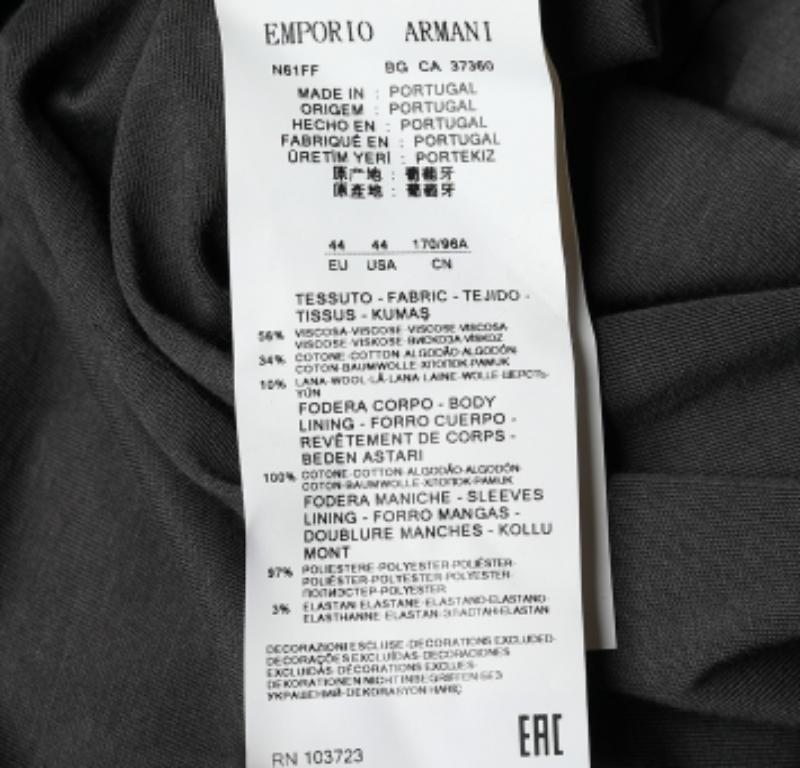 EMPORIO ARMANI
N61FF BG CA 37360
MADE IN : PORTUGAL
ORIGEM : PORTUGAL
HECHO EN : PORTUGAL
FABRIQUÉ EN : PORTUGAL
ÜRETİM YERİ : PORTEKIZ
原产地 : 葡萄牙
原產地 : 葡萄牙
44 44 170/96A
EU USA CN
TESSUTO - FABRIC - TEJIDO -
TISSUS - KUMAŞ
56% VISCOSA-VISCOSE-VISCOSE-VISCOSA
VISCOSE-VISKOSE-ВИСКОЗА-VİSKOZ
34% COTONE-COTTON-ALGODÃO-ALGODÓN-
COTON-BAUMWOLLE-ХЛОПОК-PAMUK
10% LANA-WOOL-LÃ-LANA-LAINE-WOLLE-ШЕРСТЬ-
YÜN
FODERA CORPO - BODY
LINING - FORRO CUERPO -
REVÊTEMENT DE CORPS -
BEDEN ASTARI
100% COTONE-COTTON-ALGODÃO-ALGODÓN-
COTON-BAUMWOLLE-ХЛОПОК-PAMUK
FODERA MANICHE - SLEEVES
LINING - FORRO MANGAS -
DOUBLURE MANCHES - KOLLU
MONT
97% POLIESTERE-POLYESTER-POLIÉSTER-
POLIÉSTER-POLYESTER-POLYESTER-
ПОЛИЭСТЕР-POLYESTER
3% ELASTAN-ELASTANE-ELASTANO-ELASTANO-
ELASTHANNE-ELASTAN-ЭЛАСТАН-ELASTAN
DECORAZIONI ESCLUSE-DECORATIONS EXCLUDED-
DECORAÇÕES EXCLUÍDAS-DECORACIONES
EXCLUIDAS-DÉCORATIONS EXCLUES-
DEKORATIONEN NICHT INBEGRIFFEN-БЕЗ
УКРАШЕНИЙ-DEKORASYON HARİÇ
EAC
RN 103723